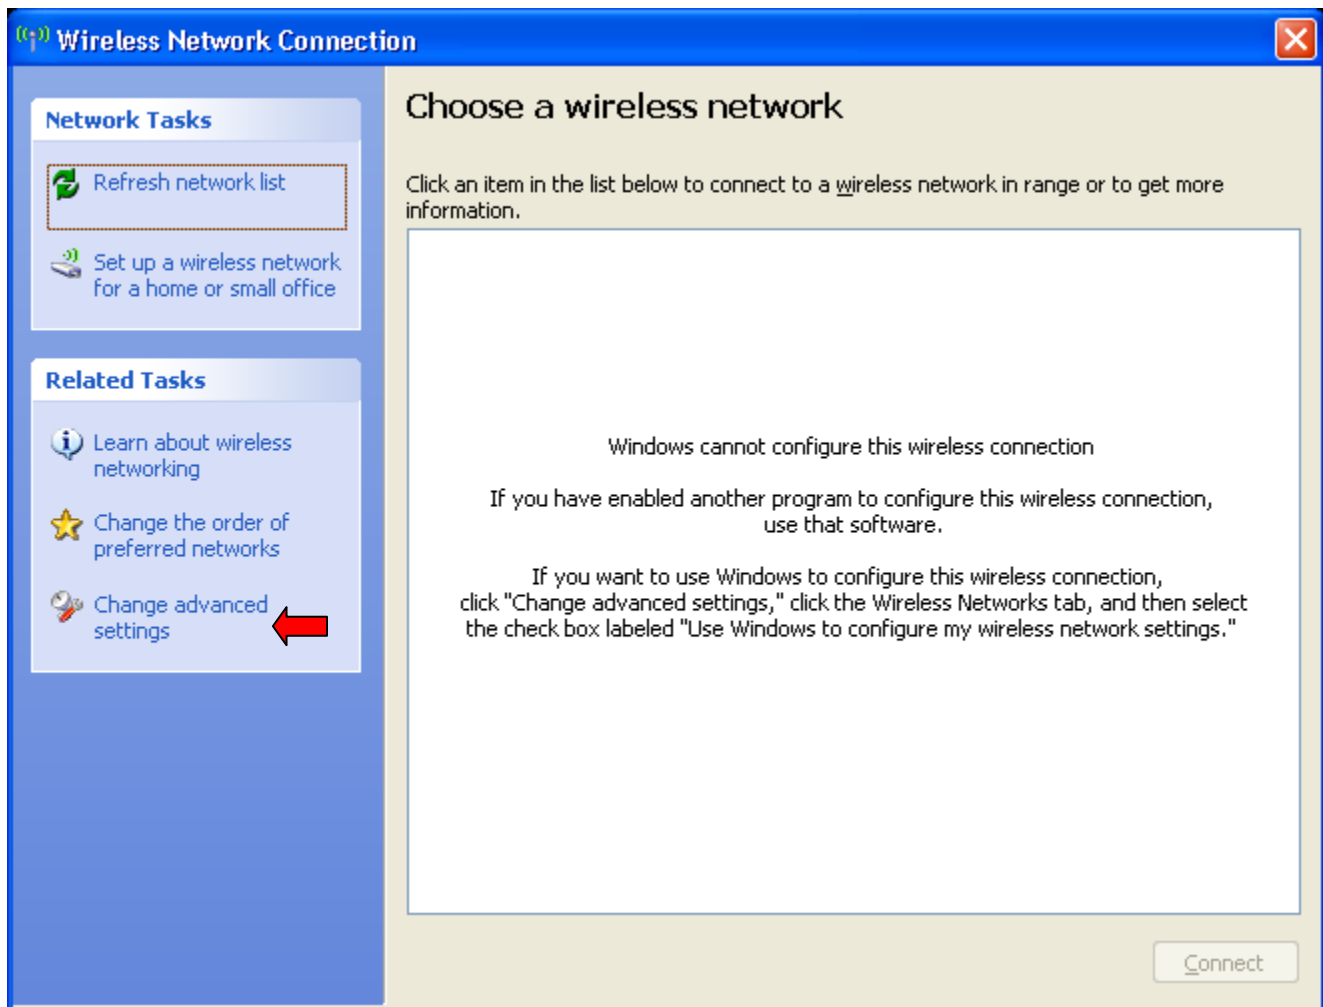 Wireless Network Connection
Network Tasks
Refresh network list
Set up a wireless network
for a home or small office
Related Tasks
Learn about wireless
networking
Change the order of
preferred networks
Change advanced
settings
Choose a wireless network
Click an item in the list below to connect to a wireless network in range or to get more
information.
Windows cannot configure this wireless connection
If you have enabled another program to configure this wireless connection,
use that software.
If you want to use Windows to configure this wireless connection,
click "Change advanced settings," click the Wireless Networks tab, and then select
the check box labeled "Use Windows to configure my wireless network settings."
Connect